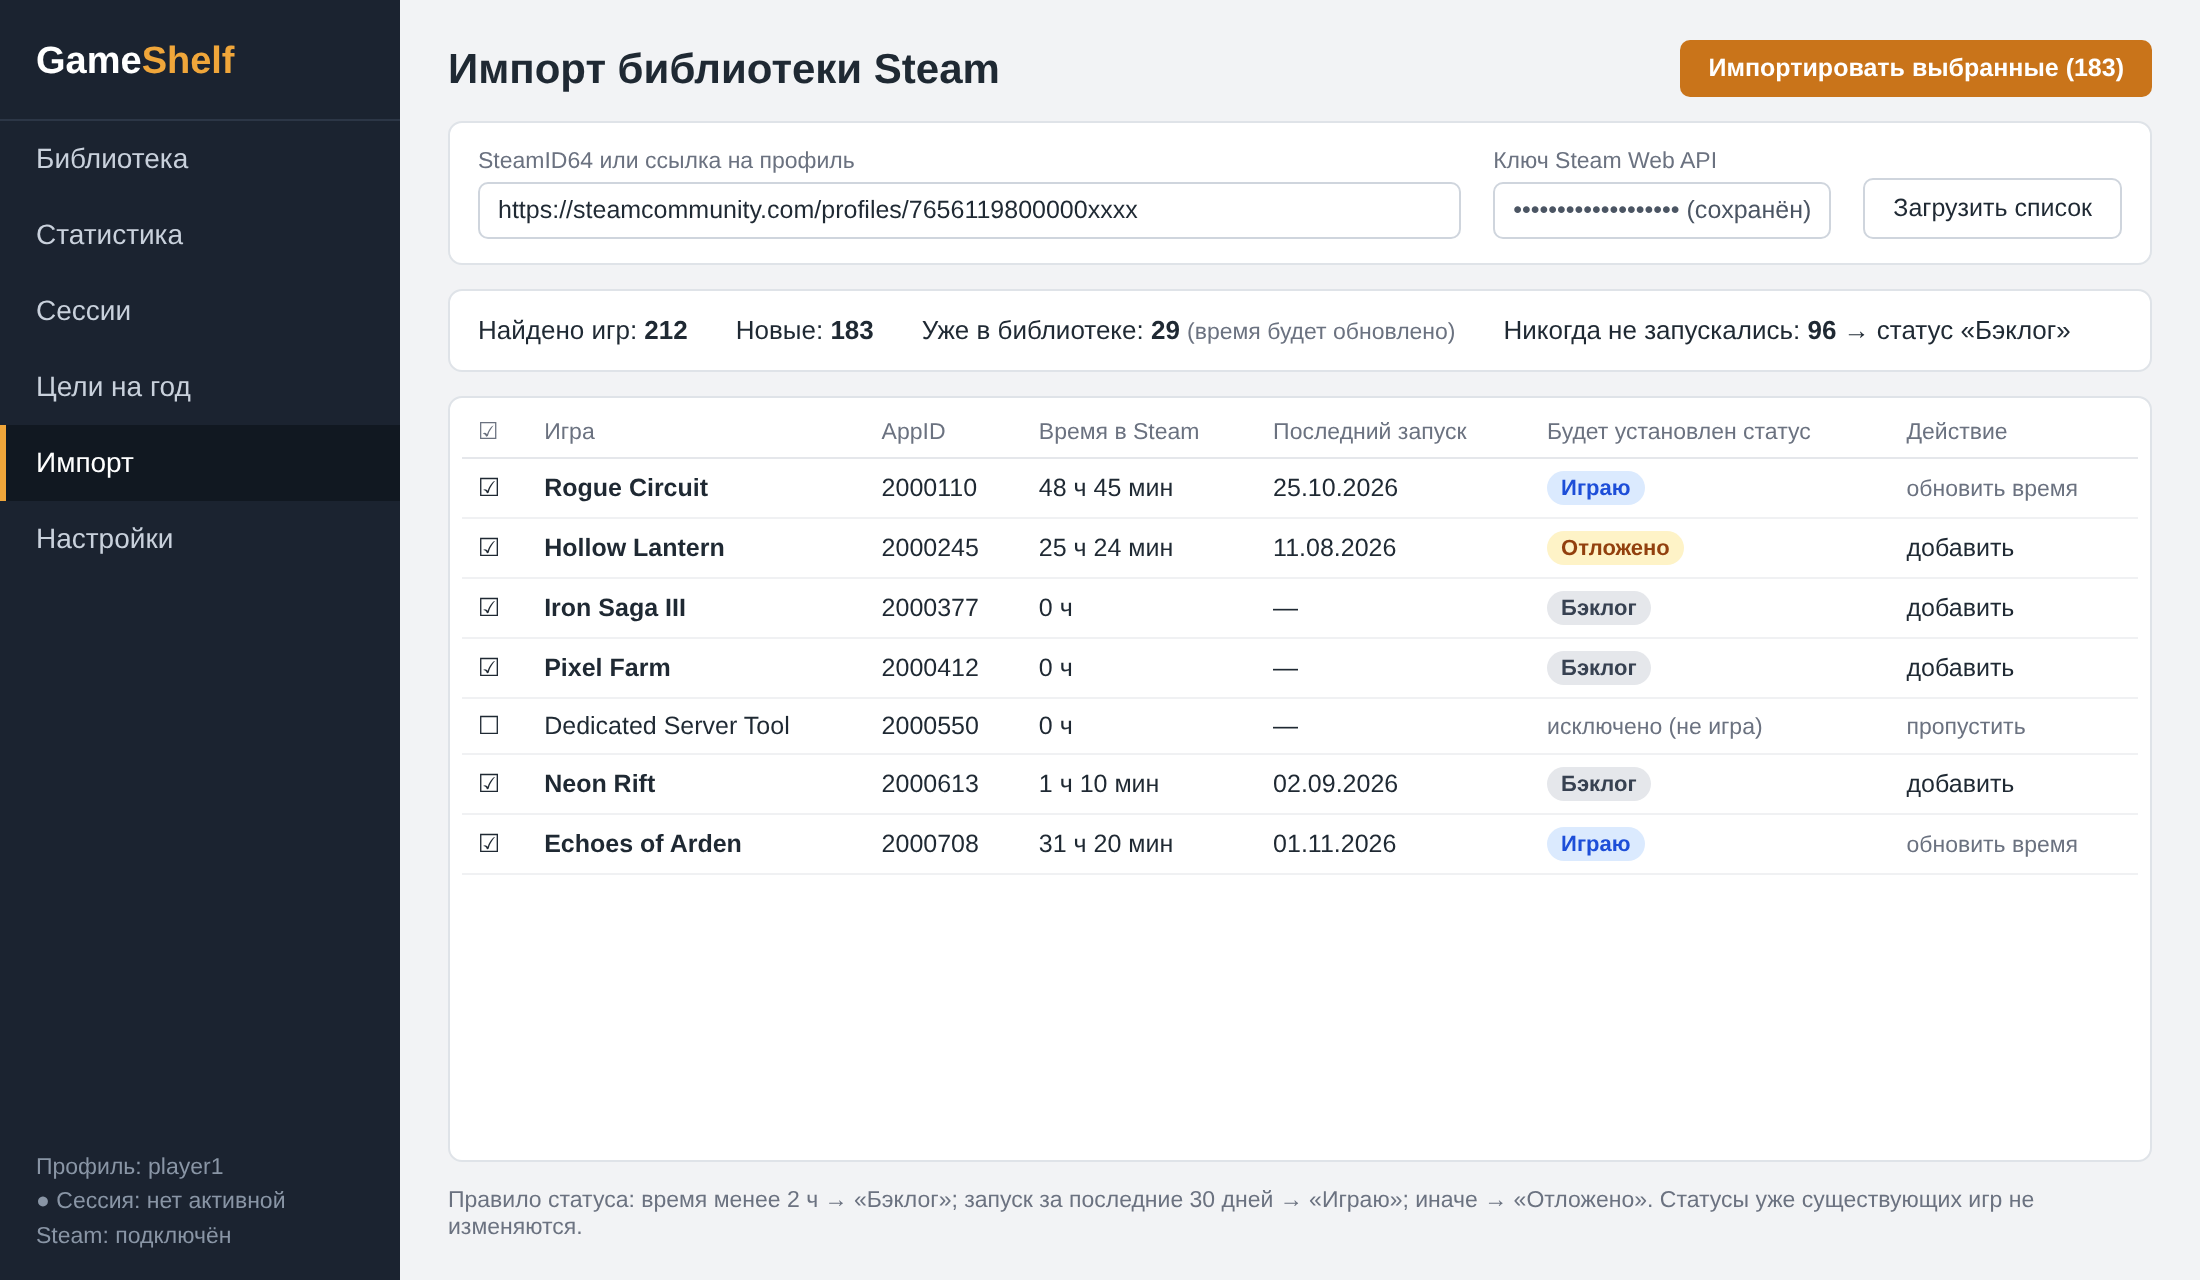 GameShelf
Библиотека
Статистика
Сессии
Цели на год
Импорт
Настройки
Профиль: player1
● Сессия: нет активной
Steam: подключён
Импорт библиотеки Steam
Импортировать выбранные (183)
SteamID64 или ссылка на профиль
https://steamcommunity.com/profiles/7656119800000xxxx
Ключ Steam Web API
••••••••••••••••••• (сохранён)
Загрузить список
Найдено игр: 212 Новые: 183 Уже в библиотеке: 29 (время будет обновлено) Никогда не запускались: 96 → статус «Бэклог»
☑ Игра AppID Время в Steam Последний запуск Будет установлен статус Действие
☑ Rogue Circuit 2000110 48 ч 45 мин 25.10.2026 Играю обновить время
☑ Hollow Lantern 2000245 25 ч 24 мин 11.08.2026 Отложено добавить
☑ Iron Saga III 2000377 0 ч — Бэклог добавить
☑ Pixel Farm 2000412 0 ч — Бэклог добавить
☐ Dedicated Server Tool 2000550 0 ч — исключено (не игра) пропустить
☑ Neon Rift 2000613 1 ч 10 мин 02.09.2026 Бэклог добавить
☑ Echoes of Arden 2000708 31 ч 20 мин 01.11.2026 Играю обновить время
Правило статуса: время менее 2 ч → «Бэклог»; запуск за последние 30 дней → «Играю»; иначе → «Отложено». Статусы уже существующих игр не
изменяются.